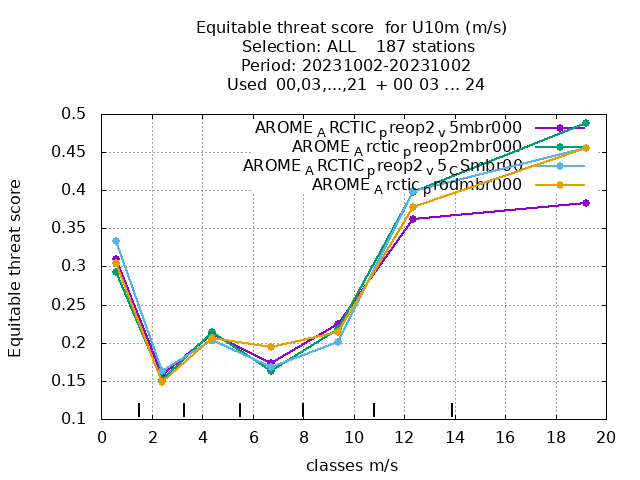 Equitable threat score  for U10m (m/s)
Selection: ALL    187 stations
Period: 20231002-20231002
Used  00,03,...,21  + 00 03 ... 24
AROME_ARCTIC_preop2_v5mbr000
AROME_Arctic_preop2mbr000
AROME_ARCTIC_preop2_v5_CSmbr00
AROME_Arctic_prodmbr000
Equitable threat score
0.5
0.45
0.4
0.35
0.3
0.25
0.2
0.15
0.1
0 2 4 6 8 10 12 14 16 18 20
classes m/s